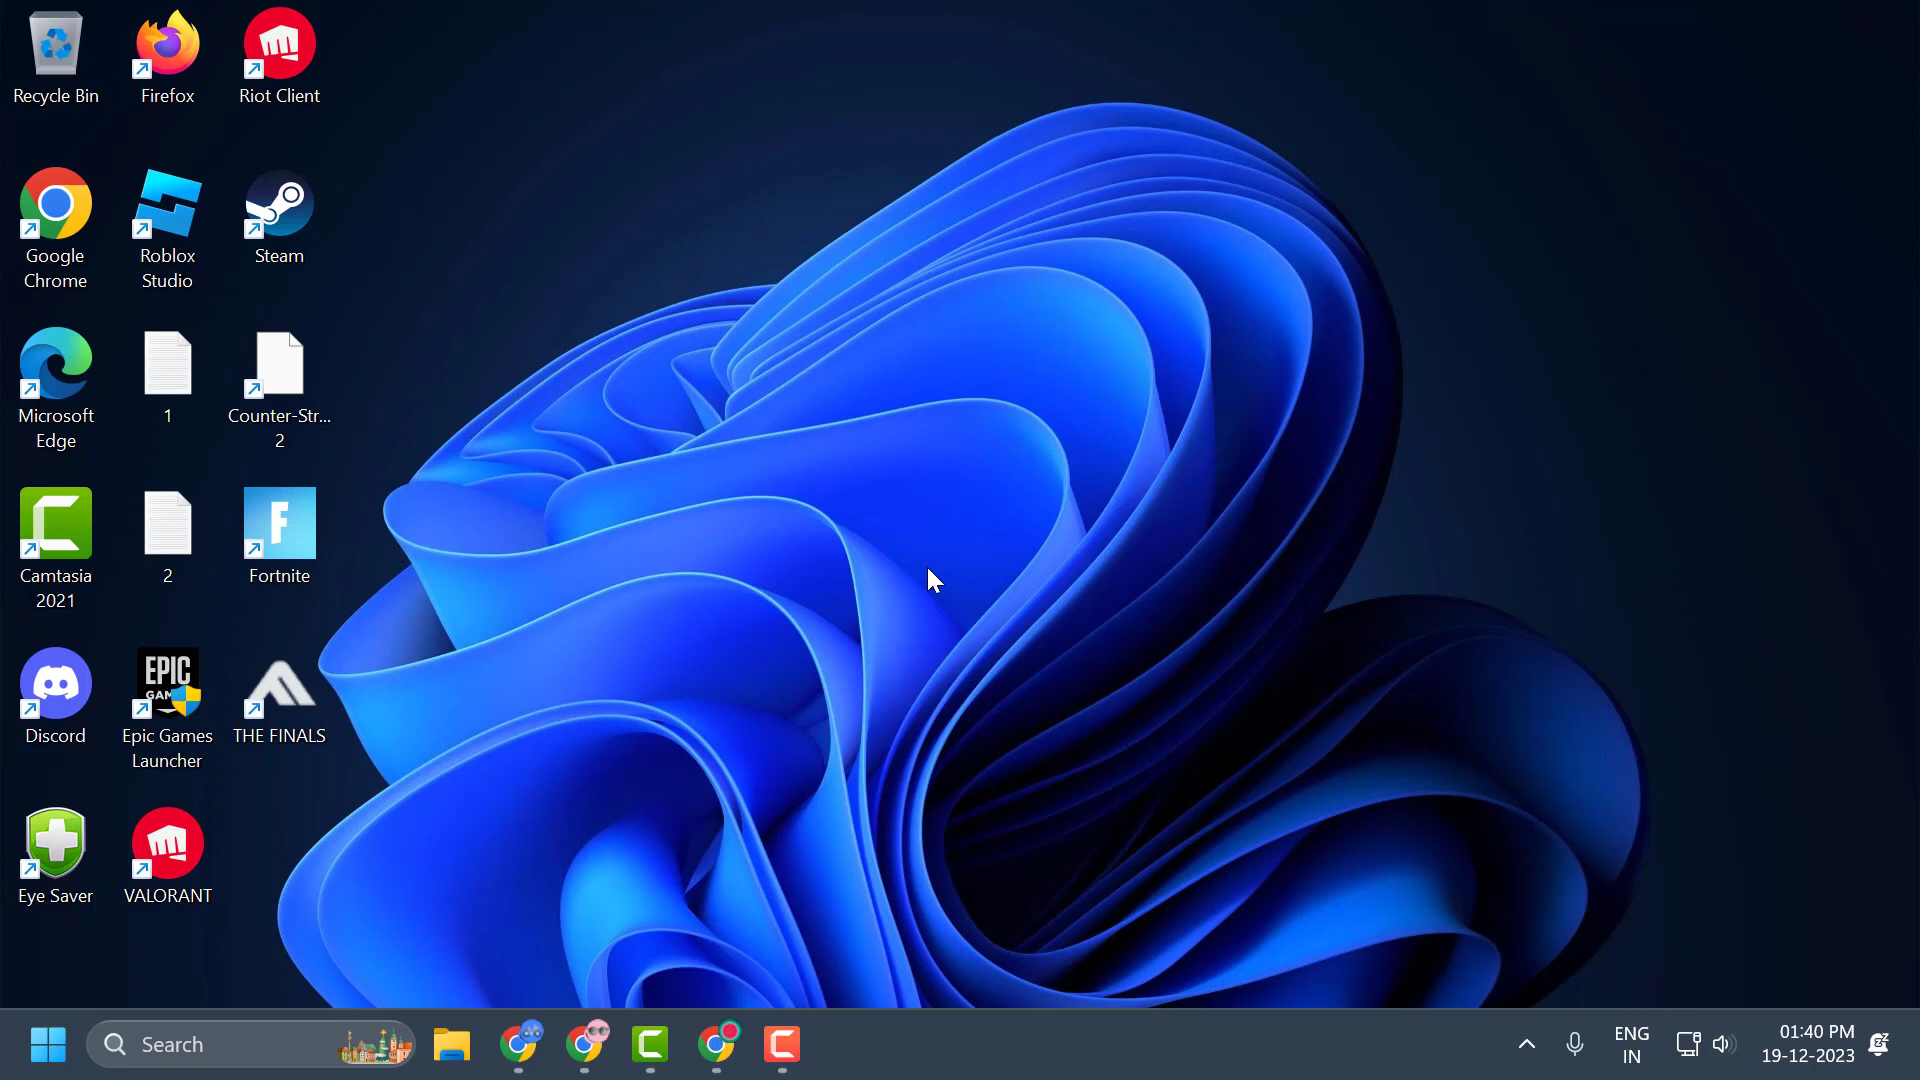 Recycle Bin
Firefox
Riot Client
Google
Chrome
Roblox
Studio
Steam
Microsoft
Edge
1
Counter-Str...
2
Camtasia
2021
2
F
Fortnite
Discord
EPIC
GAM
Epic Games
Launcher
THE FINALS
Eye Saver
VALORANT
Search
ENG
IN
01:40 PM
19-12-2023